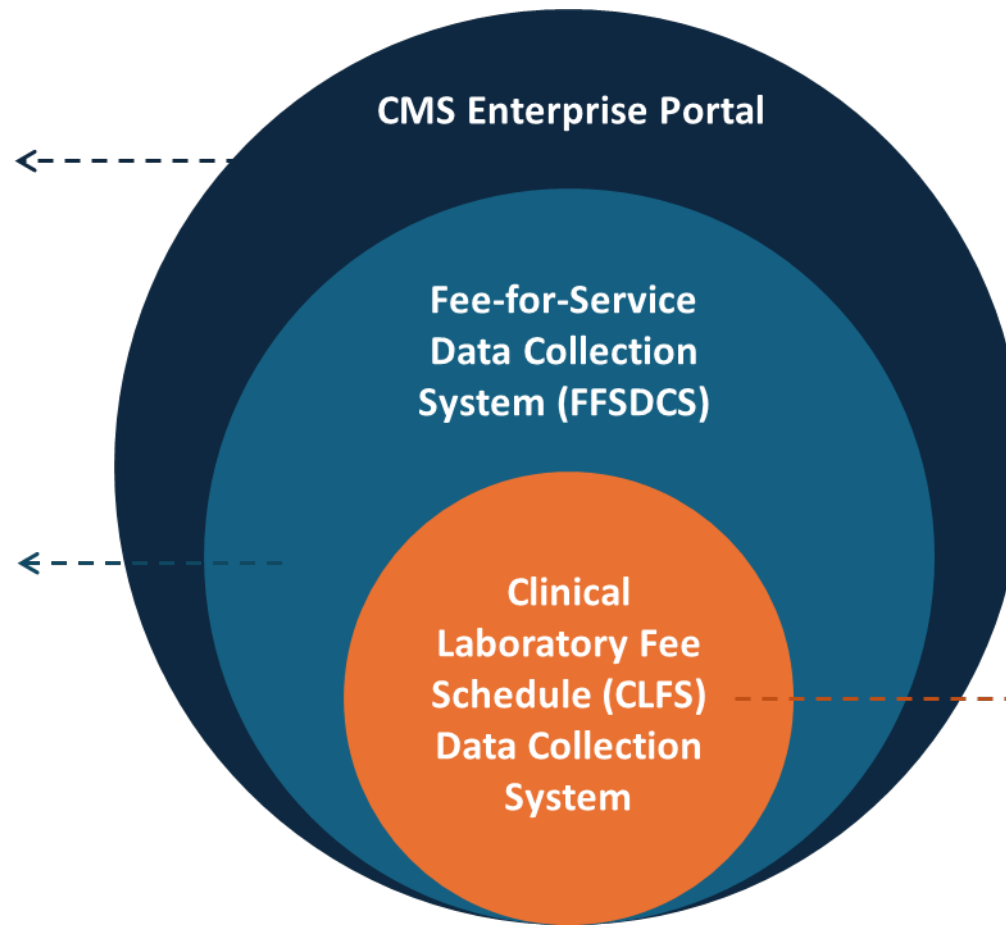 CMS Enterprise Portal
Fee-for-Service
Data Collection
System (FFSDCS)
Clinical
Laboratory Fee
Schedule (CLFS)
Data Collection
System